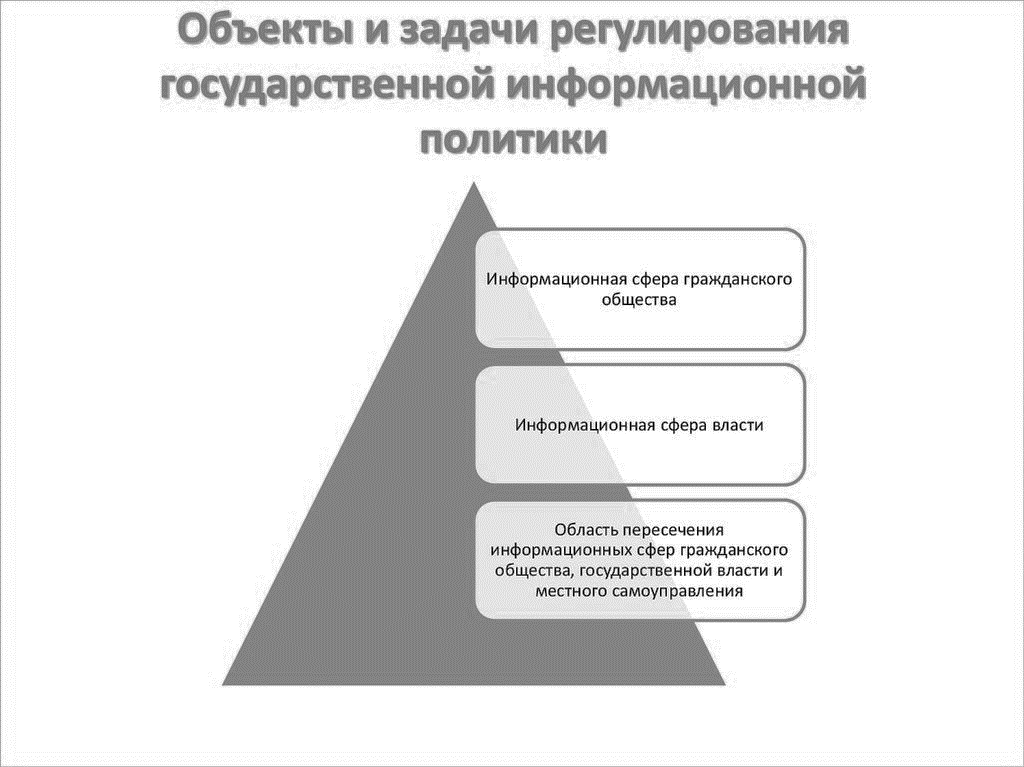 Объекты и задачи регулирования
государственной информационной
политики
Информационная сфера гражданского
общества
Информационная сфера власти
Область пересечения
информационных сфер гражданского
общества, государственной власти и
местного самоуправления